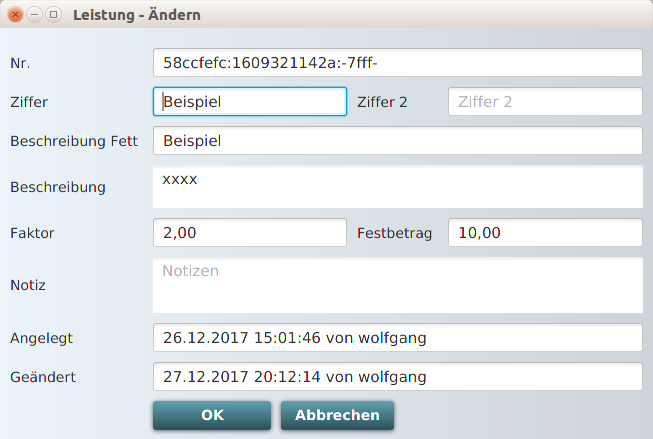 Leistung - Ändern
Nr. 58ccfefc:1609321142a:-7fff-
Ziffer Beispiel Ziffer 2 Ziffer 2
Beschreibung Fett Beispiel
Beschreibung xxxx
Faktor 2,00 Festbetrag 10,00
Notiz Notizen
Angelegt 26.12.2017 15:01:46 von wolfgang
Geändert 27.12.2017 20:12:14 von wolfgang
OK Abbrechen